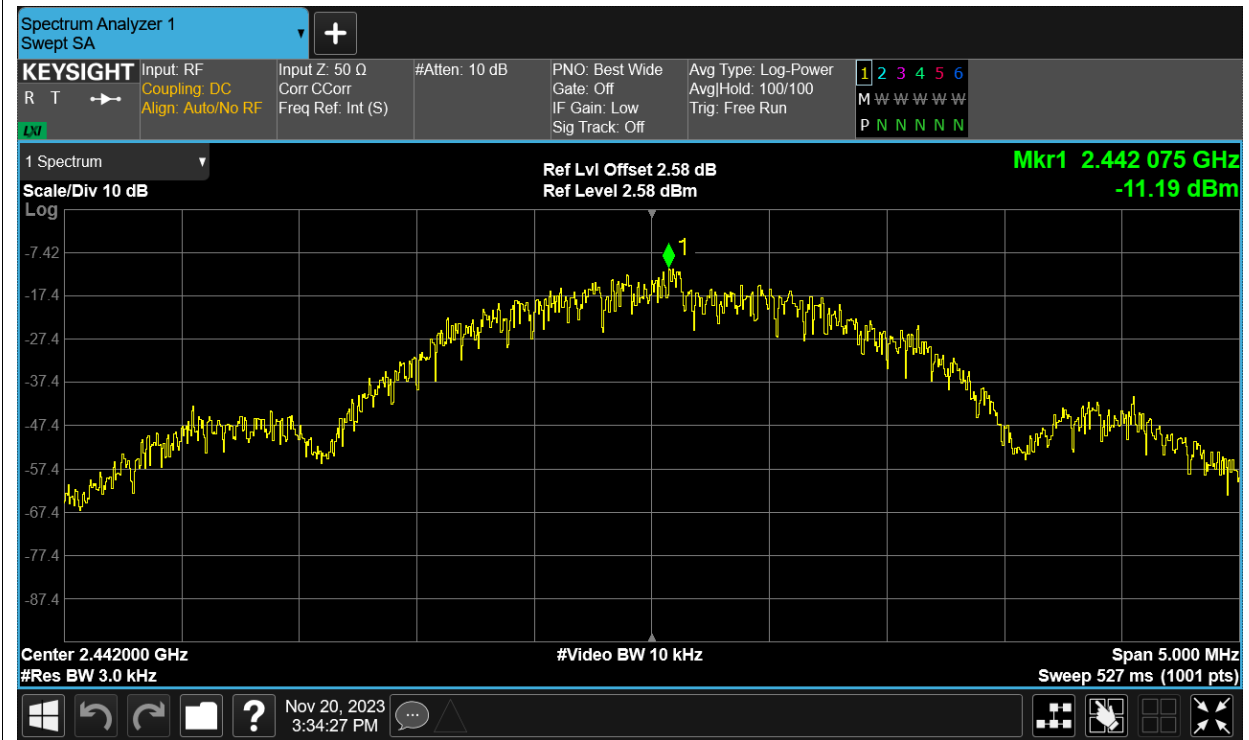 Spectrum Analyzer 1
Swept SA
KEYSIGHT
R T
LXI
Input: RF
Coupling: DC
Align: Auto/No RF
Input Z: 50 Ω
Corr CCorr
Freq Ref: Int (S)
#Atten: 10 dB
PNO: Best Wide
Gate: Off
IF Gain: Low
Sig Track: Off
Avg Type: Log-Power
Avg|Hold: 100/100
Trig: Free Run
1 2 3 4 5 6
M W W W W W
P N N N N N
1 Spectrum
Scale/Div 10 dB
Ref Lvl Offset 2.58 dB
Ref Level 2.58 dBm
Mkr1 2.442 075 GHz
-11.19 dBm
Log
1
-7.42
-17.4
-27.4
-37.4
-47.4
-57.4
-67.4
-77.4
-87.4
Center 2.442000 GHz
#Res BW 3.0 kHz
#Video BW 10 kHz
Span 5.000 MHz
Sweep 527 ms (1001 pts)
?
Nov 20, 2023
3:34:27 PM